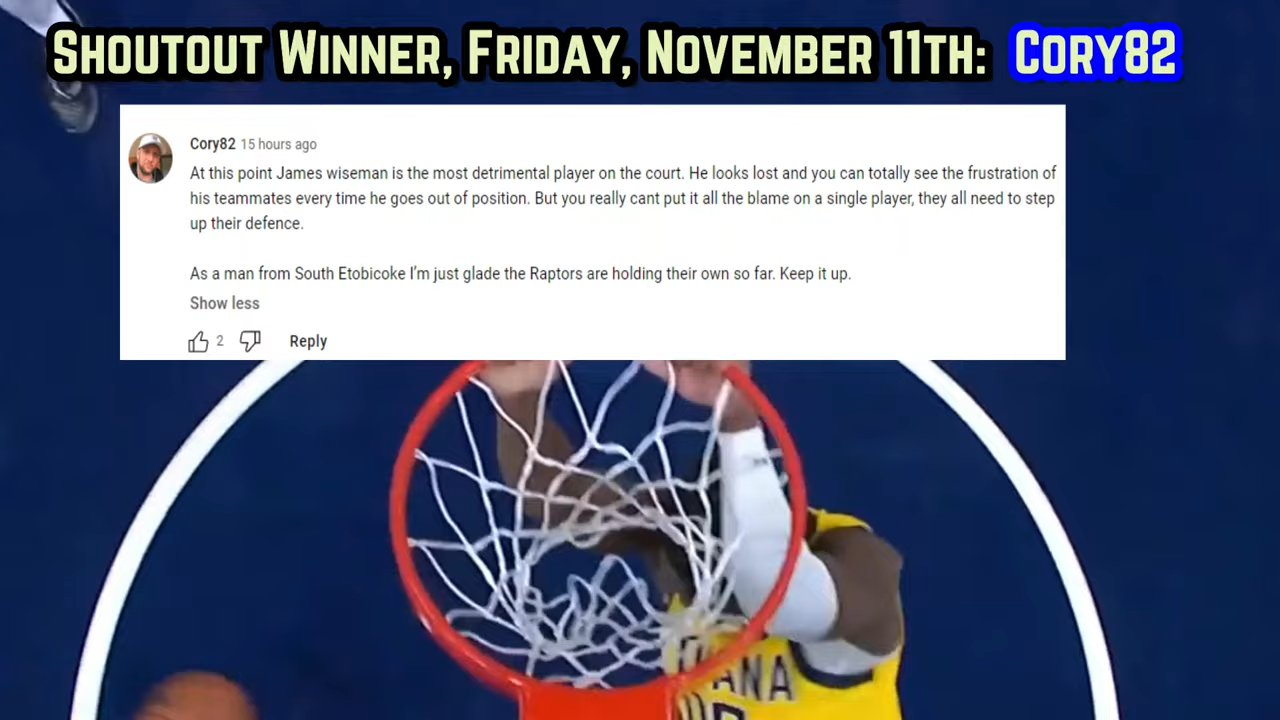 Shoutout Winner, Friday, November 11th: Cory82
Cory82 15 hours ago
At this point James wiseman is the most detrimental player on the court. He looks lost and you can totally see the frustration of
his teammates every time he goes out of position. But you really cant put it all the blame on a single player, they all need to step
up their defence.
As a man from South Etobicoke I'm just glade the Raptors are holding their own so far. Keep it up.
Show less
2 Reply